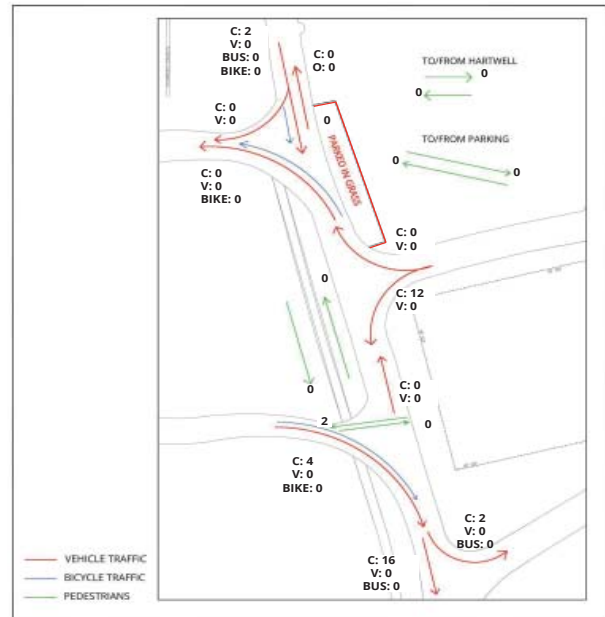 C: 2
V: 0
BUS: 0
BIKE: 0
C: 0
O: 0
TO/FROM HARTWELL
0
0
C: 0
V: 0
0
PARKED IN GRASS
TO/FROM PARKING
0
0
C: 0
V: 0
BIKE: 0
C: 0
V: 0
0
C: 12
V: 0
0
C: 0
V: 0
2
0
C: 4
V: 0
BIKE: 0
C: 2
V: 0
BUS: 0
C: 16
V: 0
BUS: 0
VEHICLE TRAFFIC
BICYCLE TRAFFIC
PEDESTRIANS